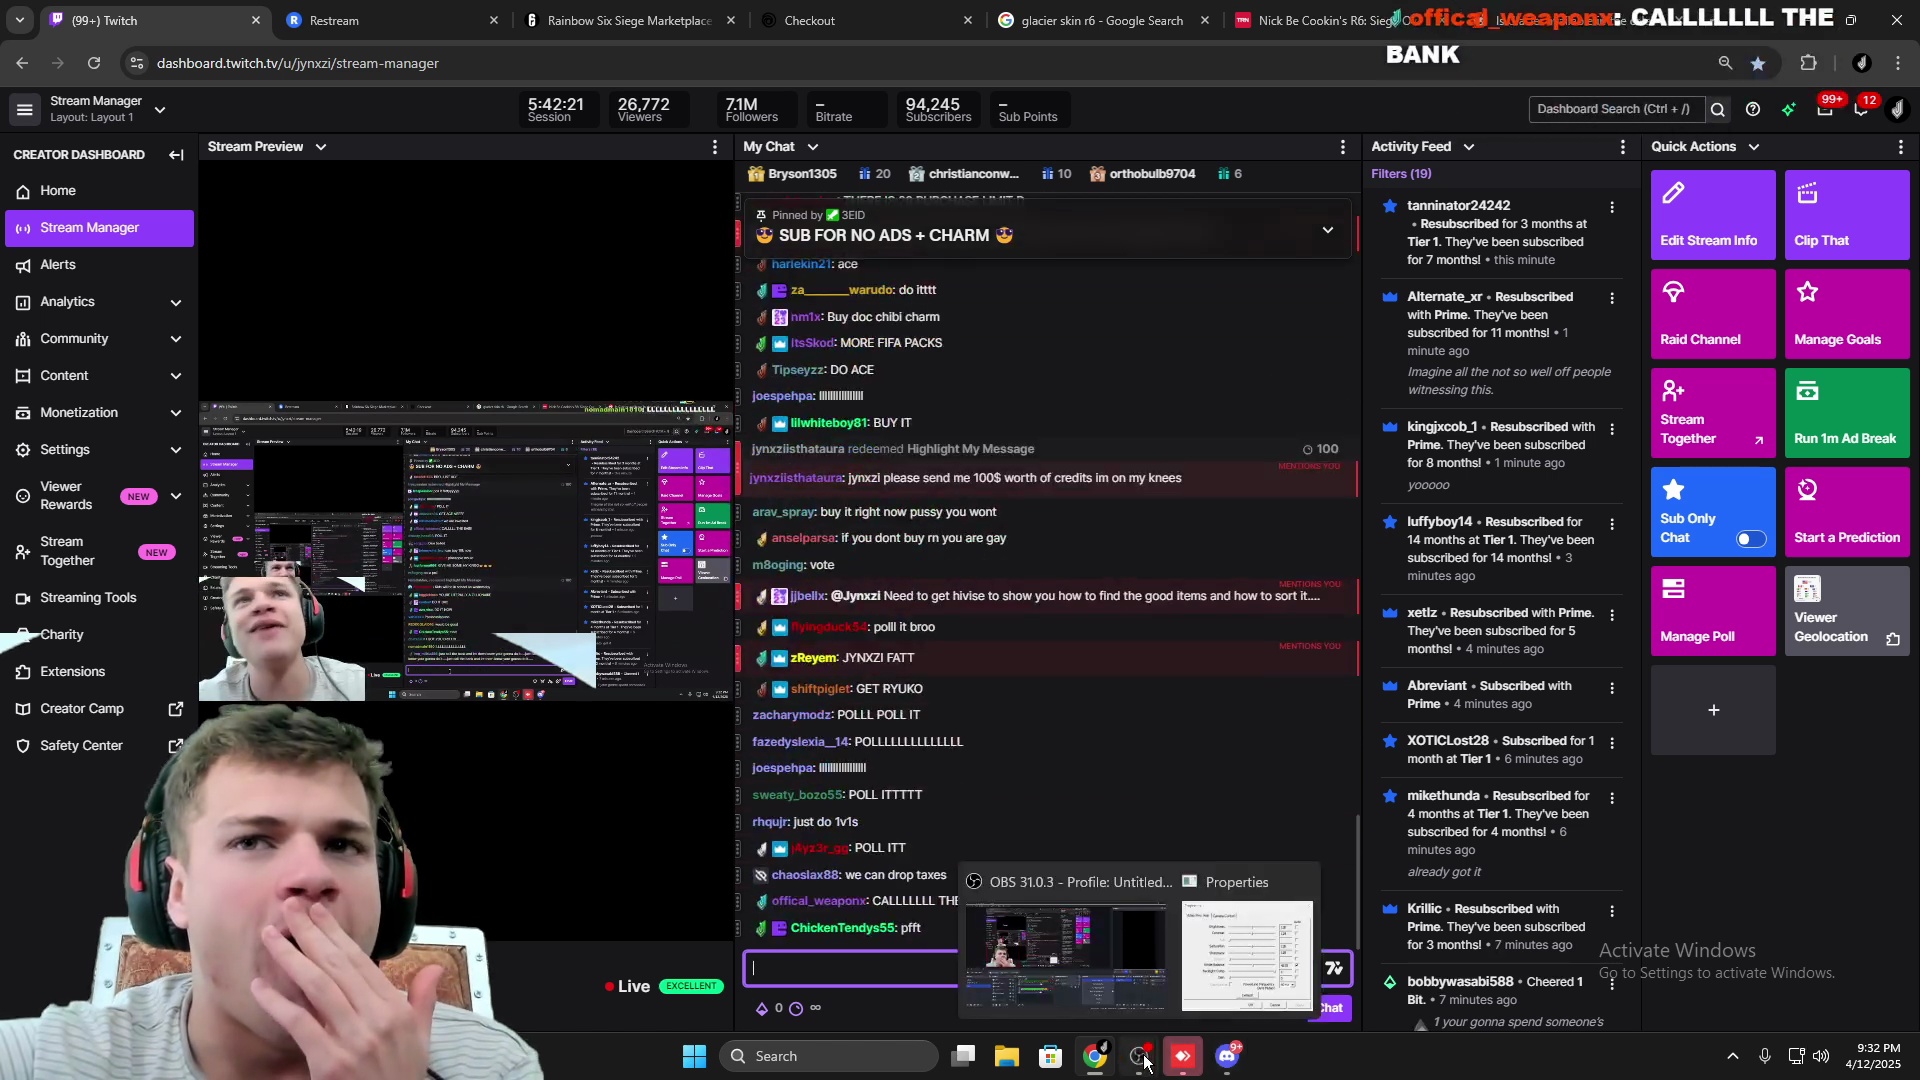 (99+) Twitch
Restream
Rainbow Six Siege Marketplace
Checkout
glacier skin r6 - Google Search
Nick Be Cookin's R6: Sieg
offical_weaponx: CALLLLLLL THE
BANK
dashboard.twitch.tv/u/jynxzi/stream-manager
Stream Manager
Layout: Layout 1
5:42:21
Session
26,772
Viewers
7.1M
Followers
–
Bitrate
94,245
Subscribers
–
Sub Points
Dashboard Search (Ctrl + /)
99+
12
CREATOR DASHBOARD
Home
Stream Manager
Alerts
Analytics
Community
Content
Monetization
Settings
Viewer
Rewards
NEW
Stream
Together
NEW
Streaming Tools
Charity
Extensions
Creator Camp
Safety Center
Stream Preview
Live
EXCELLENT
My Chat
Bryson1305
20
christianconw...
10
orthobulb9704
6
Pinned by 3EID
SUB FOR NO ADS + CHARM
hariekin21: ace
za_______warudo: do itttt
nm1x: Buy doc chibi charm
ItsSkod: MORE FIFA PACKS
Tipseyzz: DO ACE
joespehpa: llllllllllllllll
lilwhiteboy81: BUY IT
jynxziisthataura redeemed Highlight My Message
100
MENTIONS YOU
jynxziisthataura: jynxzi please send me 100$ worth of credits im on my knees
arav_spray: buy it right now pussy you wont
anselparsa: if you dont buy rn you are gay
m8oging: vote
MENTIONS YOU
jjbellx: @Jynxzi Need to get hivise to show you how to find the good items and how to sort it....
flyingduck54: polll it broo
MENTIONS YOU
zReyem: JYNXZI FATT
shiftpiglet: GET RYUKO
zacharymodz: POLLL POLL IT
fazedyslexia__14: POLLLLLLLLLLLLL
joespehpa: llllllllllllllll
sweaty_bozo55: POLL ITTTTT
rhqujr: just do 1v1s
j4yz3r_gg: POLL ITT
chaoslax88: we can drop taxes
offical_weaponx: CALLLLLLL THE
ChickenTendys55: pfft
0
∞
Chat
OBS 31.0.3 - Profile: Untitled...
Properties
Activity Feed
Filters (19)
tanninator24242
• Resubscribed for 3 months at
Tier 1. They've been subscribed
for 7 months! • this minute
Alternate_xr • Resubscribed
with Prime. They've been
subscribed for 11 months! • 1
minute ago
Imagine all the not so well off people
witnessing this.
kingjxcob_1 • Resubscribed with
Prime. They've been subscribed
for 8 months! • 1 minute ago
yooooo
luffyboy14 • Resubscribed for
14 months at Tier 1. They've been
subscribed for 14 months! • 3
minutes ago
xetlz • Resubscribed with Prime.
They've been subscribed for 5
months! • 4 minutes ago
Abreviant • Subscribed with
Prime • 4 minutes ago
XOTICLost28 • Subscribed for 1
month at Tier 1 • 6 minutes ago
mikethunda • Resubscribed for
4 months at Tier 1. They've been
subscribed for 4 months! • 6
minutes ago
already got it
Krillic • Resubscribed with
Prime. They've been subscribed
for 3 months! • 7 minutes ago
bobbywasabi588 • Cheered 1
Bit. • 7 minutes ago
1 your gonna spend someone's
Quick Actions
Edit Stream Info
Clip That
Raid Channel
Manage Goals
Stream
Together
Run 1m Ad Break
Sub Only
Chat
Start a Prediction
Manage Poll
Viewer
Geolocation
Activate Windows
Go to Settings to activate Windows.
Search
9+
9:32 PM
4/12/2025